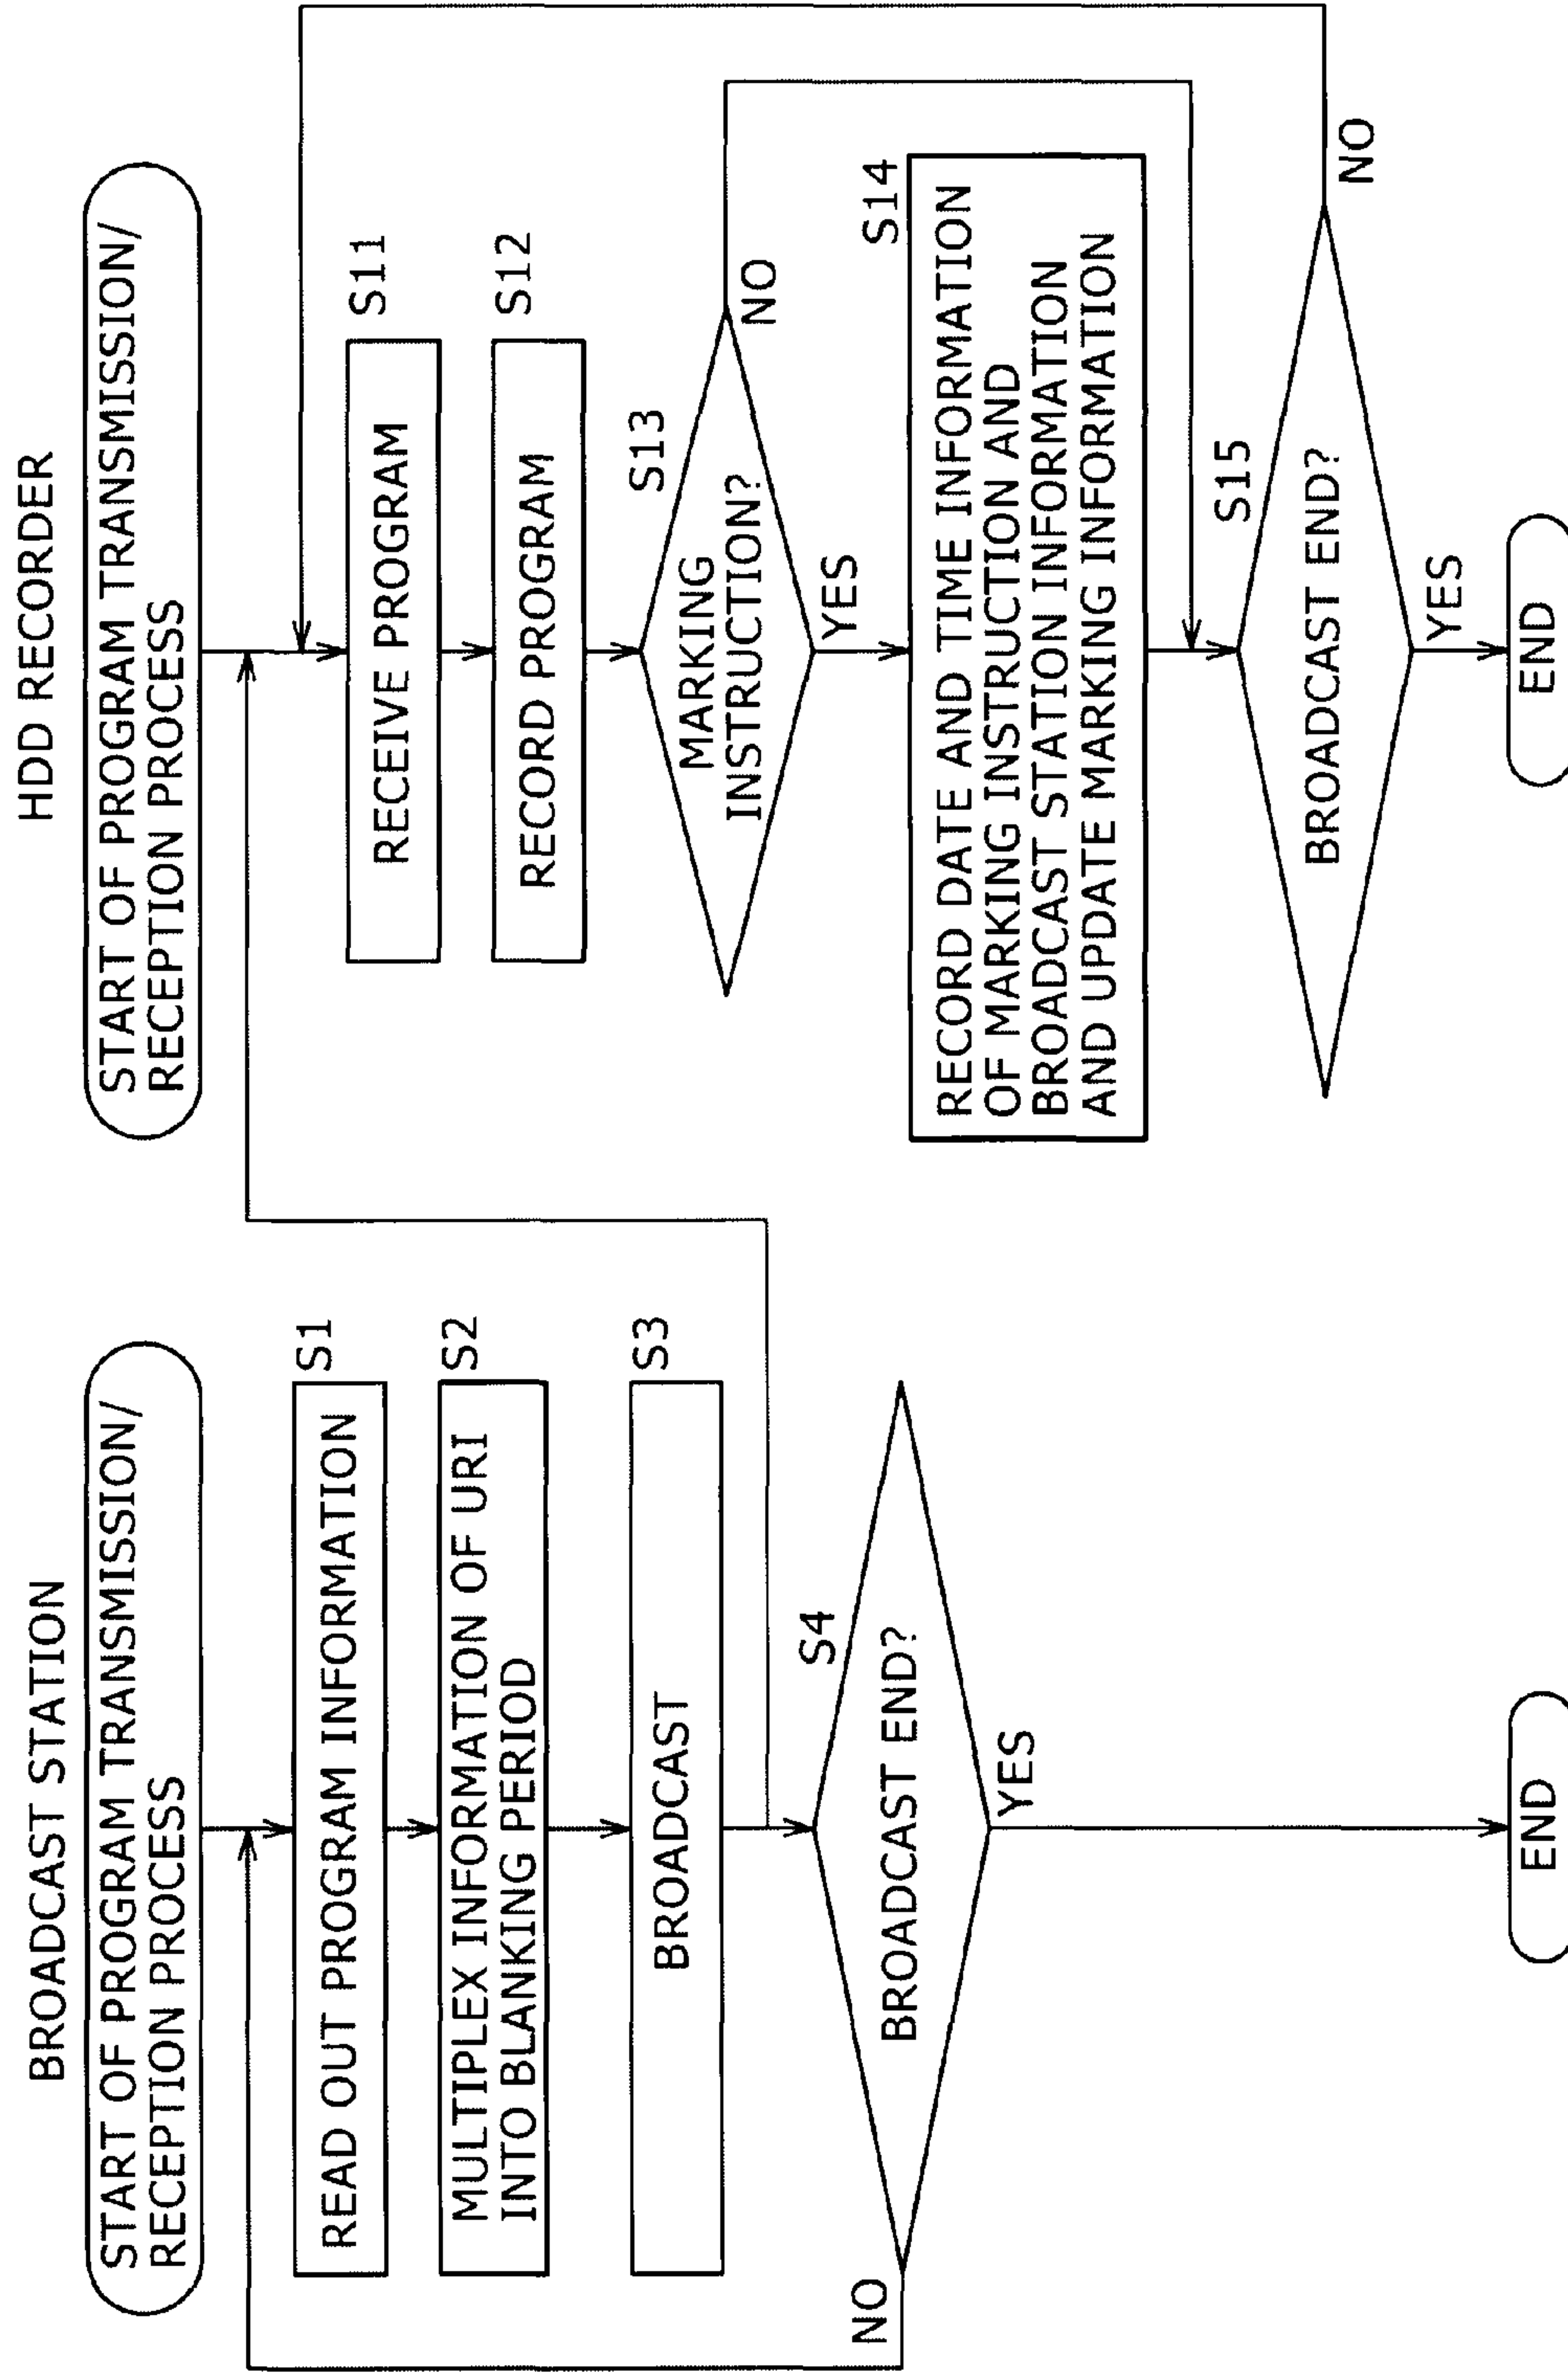 BROADCAST STATION
START OF PROGRAM TRANSMISSION/
RECEPTION PROCESS
S1
READ OUT PROGRAM INFORMATION
S2
MULTIPLEX INFORMATION OF URI
INTO BLANKING PERIOD
S3
BROADCAST
S4
BROADCAST END?
NO
YES
END
HDD RECORDER
START OF PROGRAM TRANSMISSION/
RECEPTION PROCESS
S11
RECEIVE PROGRAM
S12
RECORD PROGRAM
S13
MARKING
INSTRUCTION?
NO
YES
S14
RECORD DATE AND TIME INFORMATION
OF MARKING INSTRUCTION AND
BROADCAST STATION INFORMATION
AND UPDATE MARKING INFORMATION
S15
BROADCAST END?
NO
YES
END